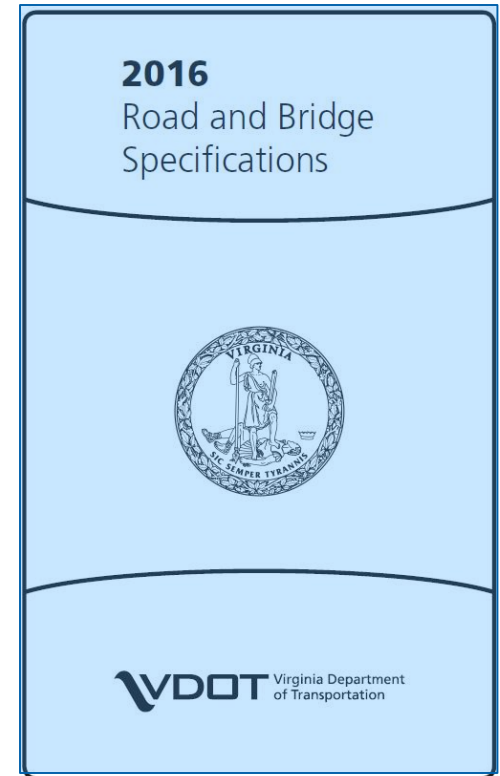 2016
Road and Bridge
Specifications
VIRGINIA
SIC SEMPER TYRANNIS
VDOT Virginia Department
of Transportation